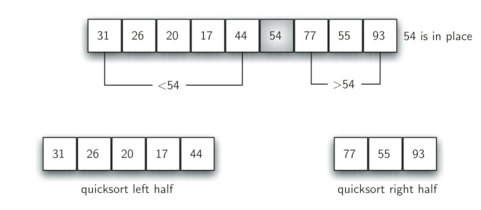 31 26 20 17 44 54 77 55 93 54 is in place
<54 >54
31 26 20 17 44 77 55 93
quicksort left half quicksort right half